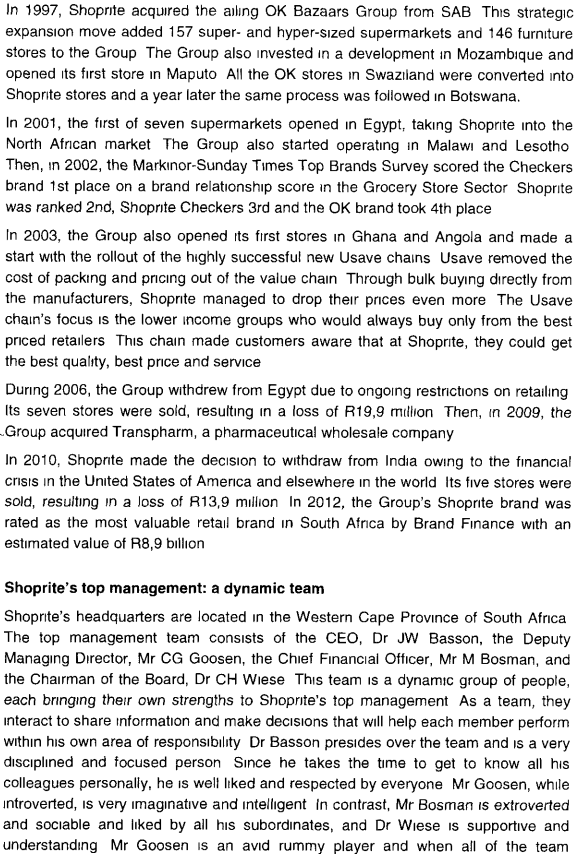 In 1997, Shoprite acquired the ailing OK Bazaars Group from SAB This strategic
expansion move added 157 super- and hyper-sized supermarkets and 146 furniture
stores to the Group The Group also invested in a development in Mozambique and
opened its first store in Maputo All the OK stores in Swaziland were converted into
Shoprite stores and a year later the same process was followed in Botswana.
In 2001, the first of seven supermarkets opened in Egypt, taking Shoprite into the
North African market The Group also started operating in Malawi and Lesotho
Then, in 2002, the Markinor-Sunday Times Top Brands Survey scored the Checkers
brand 1st place on a brand relationship score in the Grocery Store Sector Shoprite
was ranked 2nd, Shoprite Checkers 3rd and the OK brand took 4th place
In 2003, the Group also opened its first stores in Ghana and Angola and made a
start with the rollout of the highly successful new Usave chains Usave removed the
cost of packing and pricing out of the value chain Through bulk buying directly from
the manufacturers, Shoprite managed to drop their prices even more The Usave
chain's focus is the lower income groups who would always buy only from the best
priced retailers This chain made customers aware that at Shoprite, they could get
the best quality, best price and service
During 2006, the Group withdrew from Egypt due to ongoing restrictions on retailing
Its seven stores were sold, resulting in a loss of R19,9 million Then, in 2009, the
Group acquired Transpharm, a pharmaceutical wholesale company
In 2010, Shoprite made the decision to withdraw from India owing to the financial
crisis in the United States of America and elsewhere in the world Its five stores were
sold, resulting in a loss of R13,9 million In 2012, the Group's Shoprite brand was
rated as the most valuable retail brand in South Africa by Brand Finance with an
estimated value of R8,9 billion
Shoprite's top management: a dynamic team
Shoprite's headquarters are located in the Western Cape Province of South Africa
The top management team consists of the CEO, Dr JW Basson, the Deputy
Managing Director, Mr CG Goosen, the Chief Financial Officer, Mr M Bosman, and
the Chairman of the Board, Dr CH Wiese This team is a dynamic group of people,
each bringing their own strengths to Shoprite's top management As a team, they
interact to share information and make decisions that will help each member perform
within his own area of responsibility Dr Basson presides over the team and is a very
disciplined and focused person Since he takes the time to get to know all his
colleagues personally, he is well liked and respected by everyone Mr Goosen, while
introverted, is very imaginative and intelligent In contrast, Mr Bosman is extroverted
and sociable and liked by all his subordinates, and Dr Wiese is supportive and
understanding Mr Goosen is an avid rummy player and when all of the team